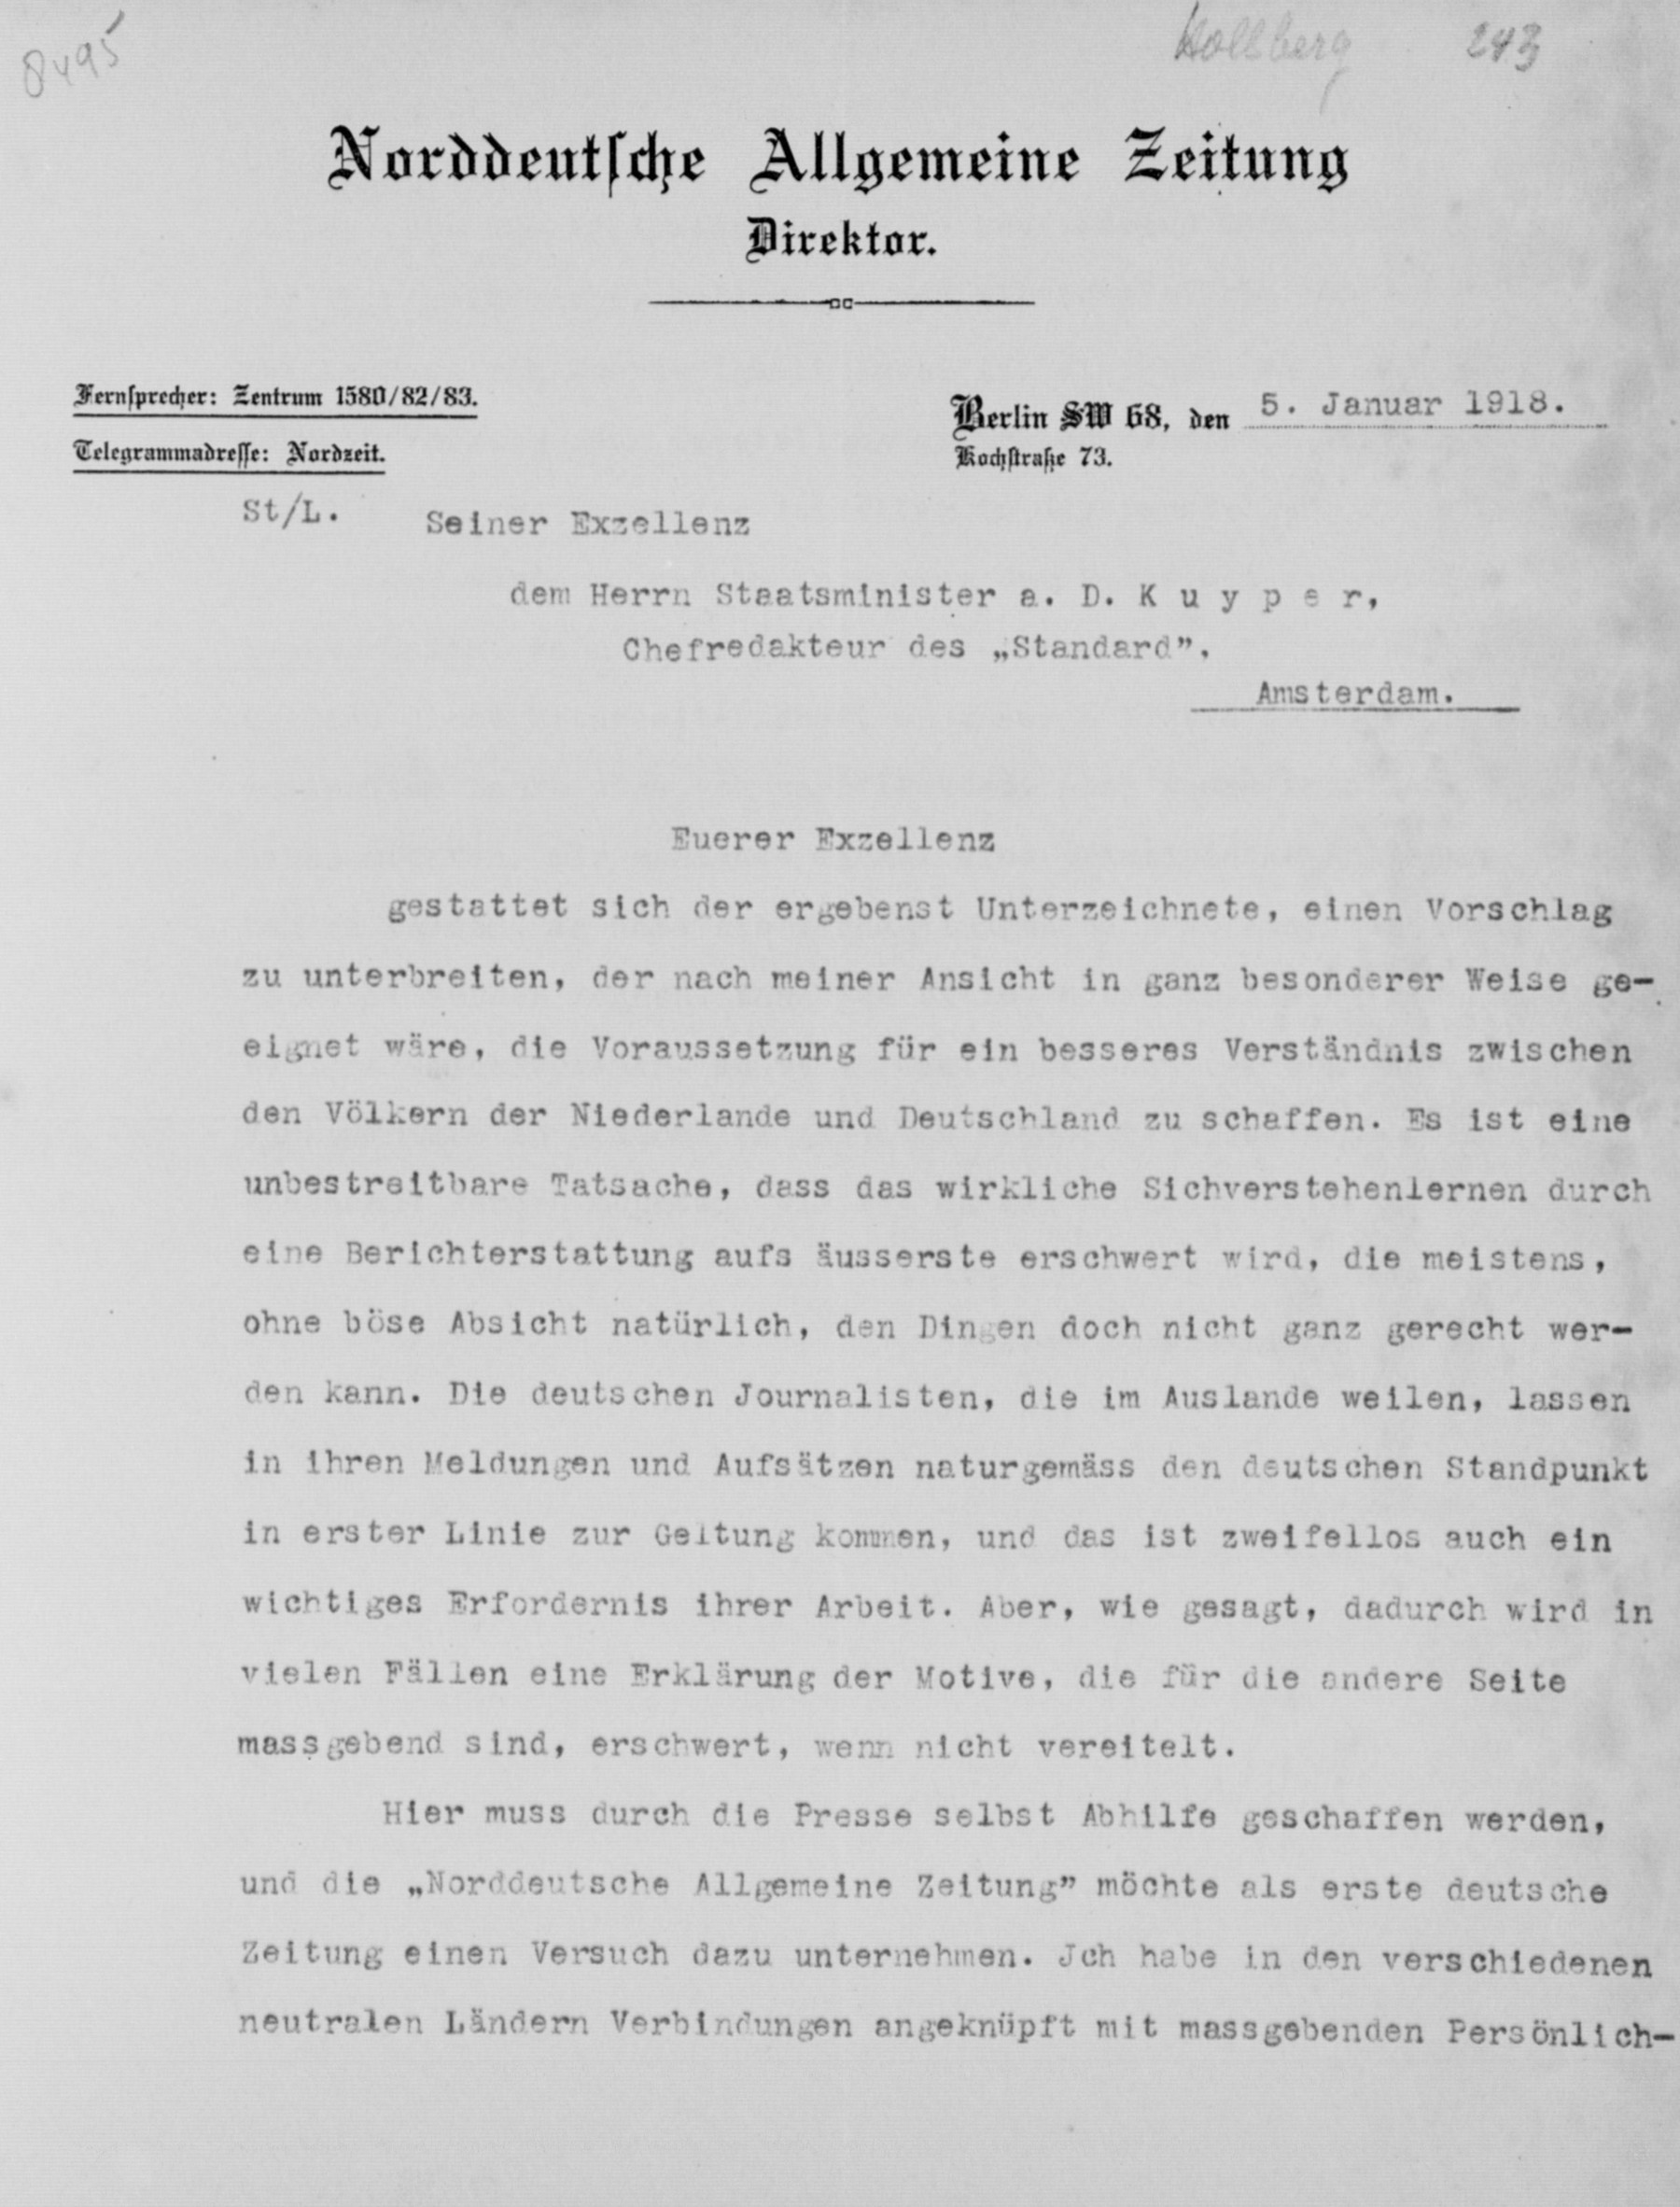 8495
243
Norddeutsche Allgemeine Zeitung
Direktor.
Fernsprecher: Zentrum 1580/82/83.
Telegrammadresse: Nordzeit.
Berlin SW 68, den 5. Januar 1918.
Kochstraße 73.
St/L.
Seiner Exzellenz
dem Herrn Staatsminister a. D. K u y p e r,
Chefredakteur des „Standard”,
Amsterdam.
Euerer Exzellenz
gestattet sich der ergebenst Unterzeichnete, einen Vorschlag
zu unterbreiten, der nach meiner Ansicht in ganz besonderer Weise ge-
eignet wäre, die Voraussetzung für ein besseres Verständnis zwischen
den Völkern der Niederlande und Deutschland zu schaffen. Es ist eine
unbestreitbare Tatsache, dass das wirkliche Sichverstehenlernen durch
eine Berichterstattung aufs äusserste erschwert wird, die meistens,
ohne böse Absicht natürlich, den Dingen doch nicht ganz gerecht wer-
den kann. Die deutschen Journalisten, die im Auslande weilen, lassen
in ihren Meldungen und Aufsätzen naturgemäss den deutschen Standpunkt
in erster Linie zur Geltung kommen, und das ist zweifellos auch ein
wichtiges Erfordernis ihrer Arbeit. Aber, wie gesagt, dadurch wird in
vielen Fällen eine Erklärung der Motive, die für die andere Seite
massgebend sind, erschwert, wenn nicht vereitelt.
Hier muss durch die Presse selbst Abhilfe geschaffen werden,
und die „Norddeutsche Allgemeine Zeitung” möchte als erste deutsche
Zeitung einen Versuch dazu unternehmen. Jch habe in den verschiedenen
neutralen Ländern Verbindungen angeknüpft mit massgebenden Persönlich-